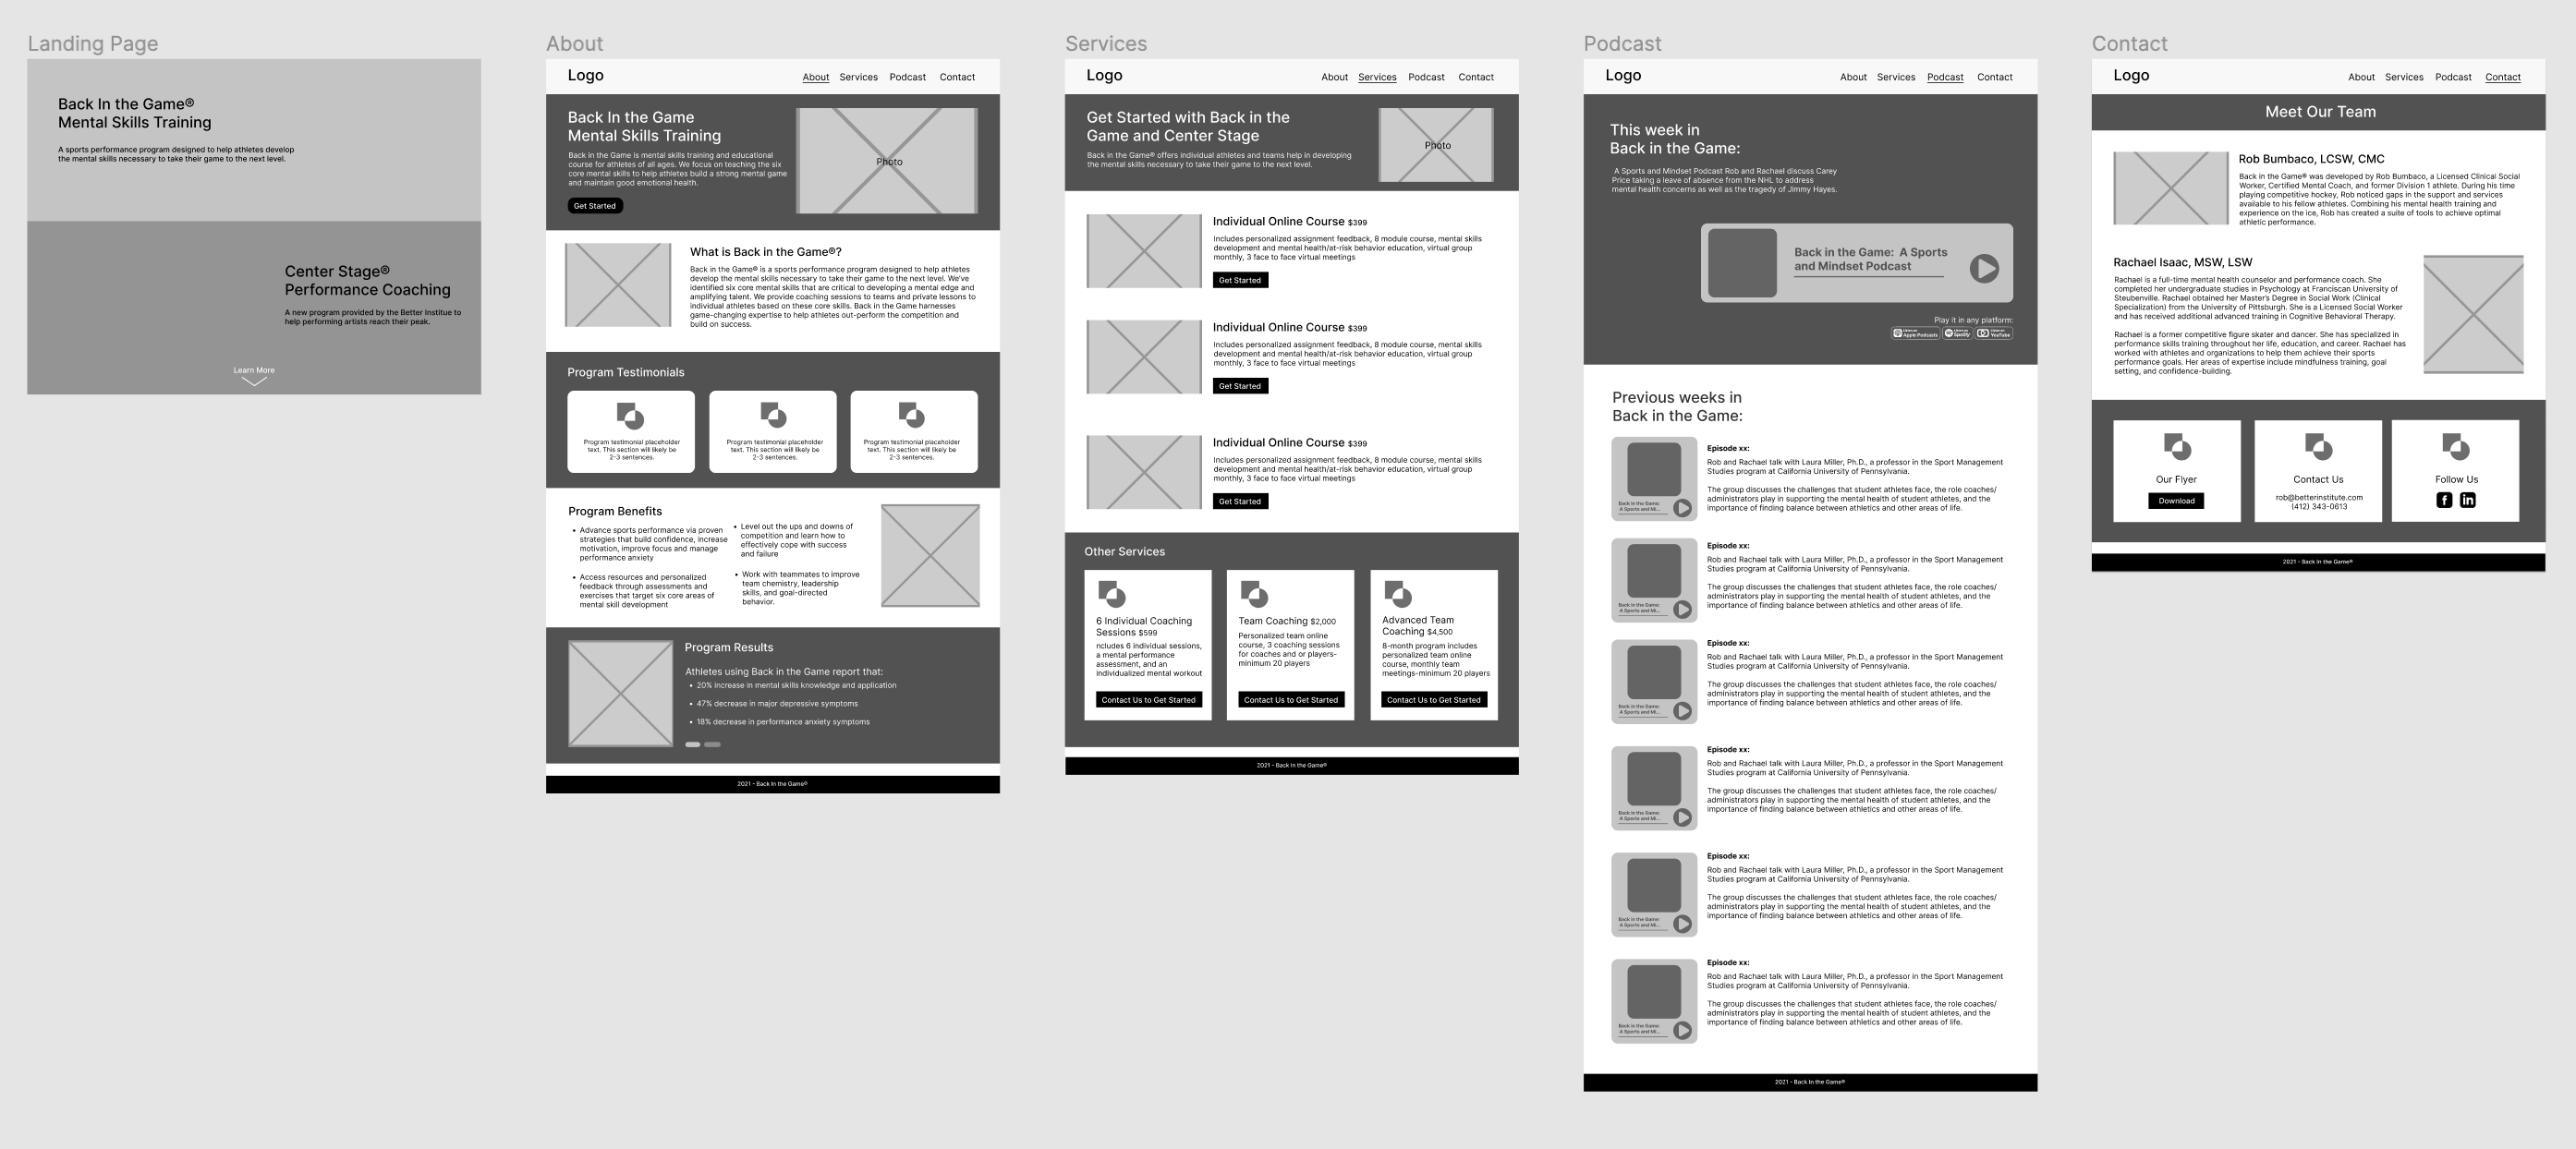 Landing Page
Back In the Game®
Mental Skills Training
A sports performance program designed to help athletes develop
the mental skills necessary to take their game to the next level.
Center Stage®
Performance Coaching
A new program provided by the Better Institue to
help performing artists reach their peak.
Learn More
About
Logo
About Services Podcast Contact
Back In the Game
Mental Skills Training
Back in the Game is mental skills training and educational
course for athletes of all ages. We focus on teaching the six
core mental skills to help athletes build a strong mental game
and maintain good emotional health.
Get Started
Photo
What is Back in the Game®?
Back in the Game® is a sports performance program designed to help athletes
develop the mental skills necessary to take their game to the next level. We've
identified six core mental skills that are critical to developing a mental edge and
amplifying talent. We provide coaching sessions to teams and private lessons to
individual athletes based on these core skills. Back in the Game harnesses
game-changing expertise to help athletes out-perform the competition and
build on success.
Program Testimonials
Program testimonial placeholder
text. This section will likely be
2-3 sentences.
Program testimonial placeholder
text. This section will likely be
2-3 sentences.
Program testimonial placeholder
text. This section will likely be
2-3 sentences.
Program Benefits
• Advance sports performance via proven
strategies that build confidence, increase
motivation, improve focus and manage
performance anxiety
• Access resources and personalized
feedback through assessments and
exercises that target six core areas of
mental skill development
• Level out the ups and downs of
competition and learn how to
effectively cope with success
and failure
• Work with teammates to improve
team chemistry, leadership
skills, and goal-directed
behavior.
Program Results
Athletes using Back in the Game report that:
• 20% increase in mental skills knowledge and application
• 47% decrease in major depressive symptoms
• 18% decrease in performance anxiety symptoms
2021 - Back In the Game®
Services
Logo
About Services Podcast Contact
Get Started with Back in the
Game and Center Stage
Back in the Game® offers individual athletes and teams help in developing
the mental skills necessary to take their game to the next level.
Photo
Individual Online Course $399
Includes personalized assignment feedback, 8 module course, mental skills
development and mental health/at-risk behavior education, virtual group
monthly, 3 face to face virtual meetings
Get Started
Individual Online Course $399
Includes personalized assignment feedback, 8 module course, mental skills
development and mental health/at-risk behavior education, virtual group
monthly, 3 face to face virtual meetings
Get Started
Individual Online Course $399
Includes personalized assignment feedback, 8 module course, mental skills
development and mental health/at-risk behavior education, virtual group
monthly, 3 face to face virtual meetings
Get Started
Other Services
6 Individual Coaching
Sessions $599
ncludes 6 individual sessions,
a mental performance
assessment, and an
individualized mental workout
Contact Us to Get Started
Team Coaching $2,000
Personalized team online
course, 3 coaching sessions
for coaches and or players-
minimum 20 players
Contact Us to Get Started
Advanced Team
Coaching $4,500
8-month program includes
personalized team online
course, monthly team
meetings-minimum 20 players
Contact Us to Get Started
2021 - Back In the Game®
Podcast
Logo
About Services Podcast Contact
This week in
Back in the Game:
A Sports and Mindset Podcast Rob and Rachael discuss Carey
Price taking a leave of absence from the NHL to address
mental health concerns as well as the tragedy of Jimmy Hayes.
Back in the Game: A Sports
and Mindset Podcast
Play it in any platform:
Apple Podcasts
Spotify
YouTube
Previous weeks in
Back in the Game:
Back in the Game:
A Sports and Mi...
Episode xx:
Rob and Rachael talk with Laura Miller, Ph.D., a professor in the Sport Management
Studies program at California University of Pennsylvania.
The group discusses the challenges that student athletes face, the role coaches/
administrators play in supporting the mental health of student athletes, and the
importance of finding balance between athletics and other areas of life.
Back in the Game:
A Sports and Mi...
Episode xx:
Rob and Rachael talk with Laura Miller, Ph.D., a professor in the Sport Management
Studies program at California University of Pennsylvania.
The group discusses the challenges that student athletes face, the role coaches/
administrators play in supporting the mental health of student athletes, and the
importance of finding balance between athletics and other areas of life.
Back in the Game:
A Sports and Mi...
Episode xx:
Rob and Rachael talk with Laura Miller, Ph.D., a professor in the Sport Management
Studies program at California University of Pennsylvania.
The group discusses the challenges that student athletes face, the role coaches/
administrators play in supporting the mental health of student athletes, and the
importance of finding balance between athletics and other areas of life.
Back in the Game:
A Sports and Mi...
Episode xx:
Rob and Rachael talk with Laura Miller, Ph.D., a professor in the Sport Management
Studies program at California University of Pennsylvania.
The group discusses the challenges that student athletes face, the role coaches/
administrators play in supporting the mental health of student athletes, and the
importance of finding balance between athletics and other areas of life.
Back in the Game:
A Sports and Mi...
Episode xx:
Rob and Rachael talk with Laura Miller, Ph.D., a professor in the Sport Management
Studies program at California University of Pennsylvania.
The group discusses the challenges that student athletes face, the role coaches/
administrators play in supporting the mental health of student athletes, and the
importance of finding balance between athletics and other areas of life.
Back in the Game:
A Sports and Mi...
Episode xx:
Rob and Rachael talk with Laura Miller, Ph.D., a professor in the Sport Management
Studies program at California University of Pennsylvania.
The group discusses the challenges that student athletes face, the role coaches/
administrators play in supporting the mental health of student athletes, and the
importance of finding balance between athletics and other areas of life.
2021 - Back In the Game®
Contact
Logo
About Services Podcast Contact
Meet Our Team
Rob Bumbaco, LCSW, CMC
Back in the Game® was developed by Rob Bumbaco, a Licensed Clinical Social
Worker, Certified Mental Coach, and former Division 1 athlete. During his time
playing competitive hockey, Rob noticed gaps in the support and services
available to his fellow athletes. Combining his mental health training and
experience on the ice, Rob has created a suite of tools to achieve optimal
athletic performance.
Rachael Isaac, MSW, LSW
Rachael is a full-time mental health counselor and performance coach. She
completed her undergraduate studies in Psychology at Franciscan University of
Steubenville. Rachael obtained her Master's Degree in Social Work (Clinical
Specialization) from the University of Pittsburgh. She is a Licensed Social Worker
and has received additional advanced training in Cognitive Behavioral Therapy.
Rachael is a former competitive figure skater and dancer. She has specialized in
performance skills training throughout her life, education, and career. Rachael has
worked with athletes and organizations to help them achieve their sports
performance goals. Her areas of expertise include mindfulness training, goal
setting, and confidence-building.
Our Flyer
Download
Contact Us
rob@betterinstitute.com
(412) 343-0613
Follow Us
f in
2021 - Back In the Game®